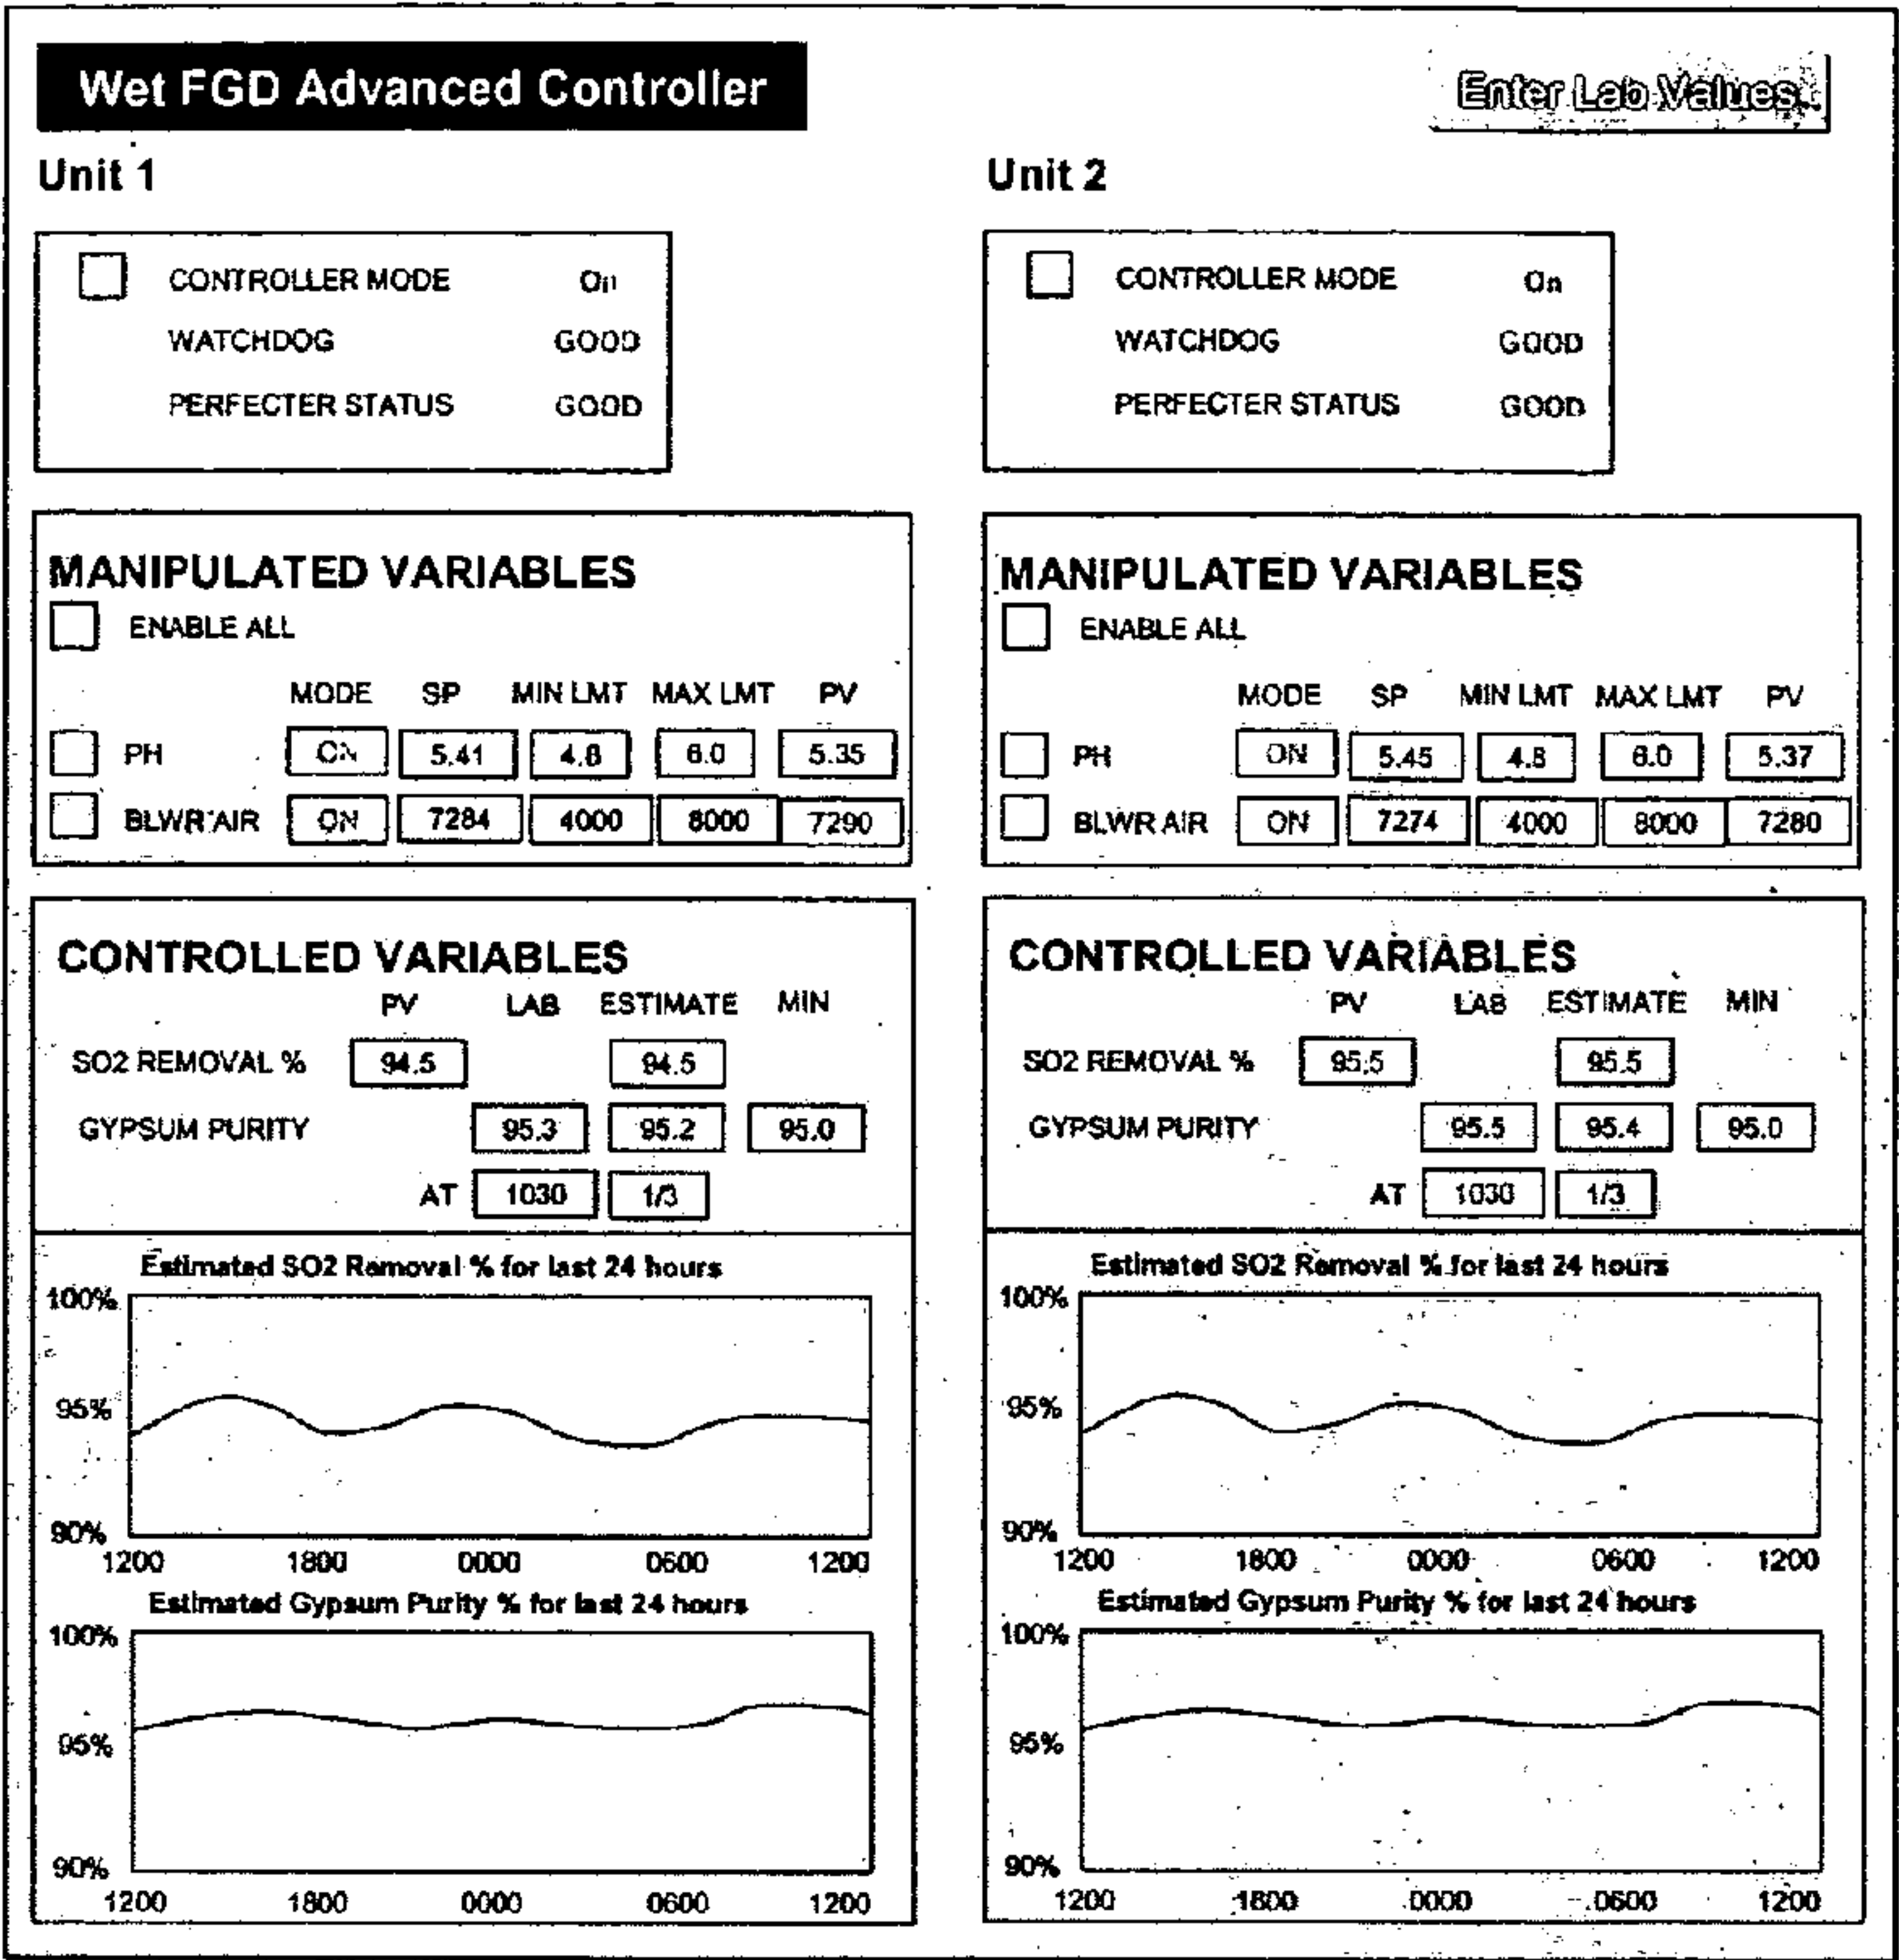 Wet FGD Advanced Controller
Enter Lab Values
Unit 1
CONTROLLER MODE On
WATCHDOG GOOD
PERFECTER STATUS GOOD
MANIPULATED VARIABLES
ENABLE ALL
MODE SP MIN LMT MAX LMT PV
PH ON 5.41 4.8 6.0 5.35
BLWR AIR ON 7284 4000 8000 7290
CONTROLLED VARIABLES
PV LAB ESTIMATE MIN
SO2 REMOVAL % 94.5 94.5
GYPSUM PURITY 95.3 95.2 95.0
AT 1030 1/3
Estimated SO2 Removal % for last 24 hours
100%
95%
90%
1200 1800 0000 0600 1200
Estimated Gypsum Purity % for last 24 hours
100%
95%
90%
1200 1800 0000 0600 1200
Unit 2
CONTROLLER MODE On
WATCHDOG GOOD
PERFECTER STATUS GOOD
MANIPULATED VARIABLES
ENABLE ALL
MODE SP MIN LMT MAX LMT PV
PH ON 5.45 4.8 6.0 5.37
BLWR AIR ON 7274 4000 8000 7280
CONTROLLED VARIABLES
PV LAB ESTIMATE MIN
SO2 REMOVAL % 95.5 95.5
GYPSUM PURITY 95.5 95.4 95.0
AT 1030 1/3
Estimated SO2 Removal % for last 24 hours
100%
95%
90%
1200 1800 0000 0600 1200
Estimated Gypsum Purity % for last 24 hours
100%
95%
90%
1200 1800 0000 0600 1200